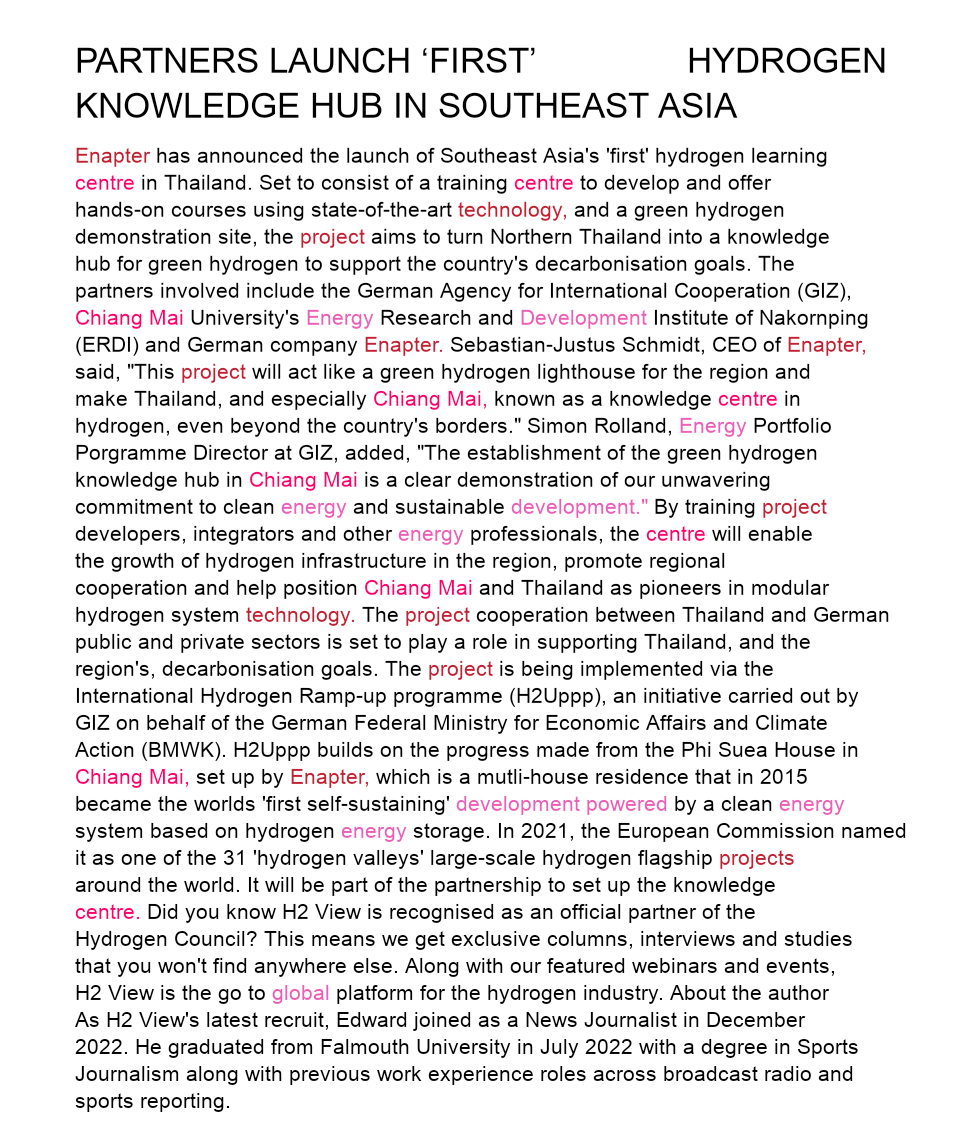 PARTNERS LAUNCH ‘FIRST’ HYDROGEN
KNOWLEDGE HUB IN SOUTHEAST ASIA
Enapter has announced the launch of Southeast Asia's 'first' hydrogen learning
centre in Thailand. Set to consist of a training centre to develop and offer
hands-on courses using state-of-the-art technology, and a green hydrogen
demonstration site, the project aims to turn Northern Thailand into a knowledge
hub for green hydrogen to support the country's decarbonisation goals. The
partners involved include the German Agency for International Cooperation (GIZ),
Chiang Mai University's Energy Research and Development Institute of Nakornping
(ERDI) and German company Enapter. Sebastian-Justus Schmidt, CEO of Enapter,
said, "This project will act like a green hydrogen lighthouse for the region and
make Thailand, and especially Chiang Mai, known as a knowledge centre in
hydrogen, even beyond the country's borders." Simon Rolland, Energy Portfolio
Porgramme Director at GIZ, added, "The establishment of the green hydrogen
knowledge hub in Chiang Mai is a clear demonstration of our unwavering
commitment to clean energy and sustainable development." By training project
developers, integrators and other energy professionals, the centre will enable
the growth of hydrogen infrastructure in the region, promote regional
cooperation and help position Chiang Mai and Thailand as pioneers in modular
hydrogen system technology. The project cooperation between Thailand and German
public and private sectors is set to play a role in supporting Thailand, and the
region's, decarbonisation goals. The project is being implemented via the
International Hydrogen Ramp-up programme (H2Uppp), an initiative carried out by
GIZ on behalf of the German Federal Ministry for Economic Affairs and Climate
Action (BMWK). H2Uppp builds on the progress made from the Phi Suea House in
Chiang Mai, set up by Enapter, which is a mutli-house residence that in 2015
became the worlds 'first self-sustaining' development powered by a clean energy
system based on hydrogen energy storage. In 2021, the European Commission named
it as one of the 31 'hydrogen valleys' large-scale hydrogen flagship projects
around the world. It will be part of the partnership to set up the knowledge
centre. Did you know H2 View is recognised as an official partner of the
Hydrogen Council? This means we get exclusive columns, interviews and studies
that you won't find anywhere else. Along with our featured webinars and events,
H2 View is the go to global platform for the hydrogen industry. About the author
As H2 View's latest recruit, Edward joined as a News Journalist in December
2022. He graduated from Falmouth University in July 2022 with a degree in Sports
Journalism along with previous work experience roles across broadcast radio and
sports reporting.